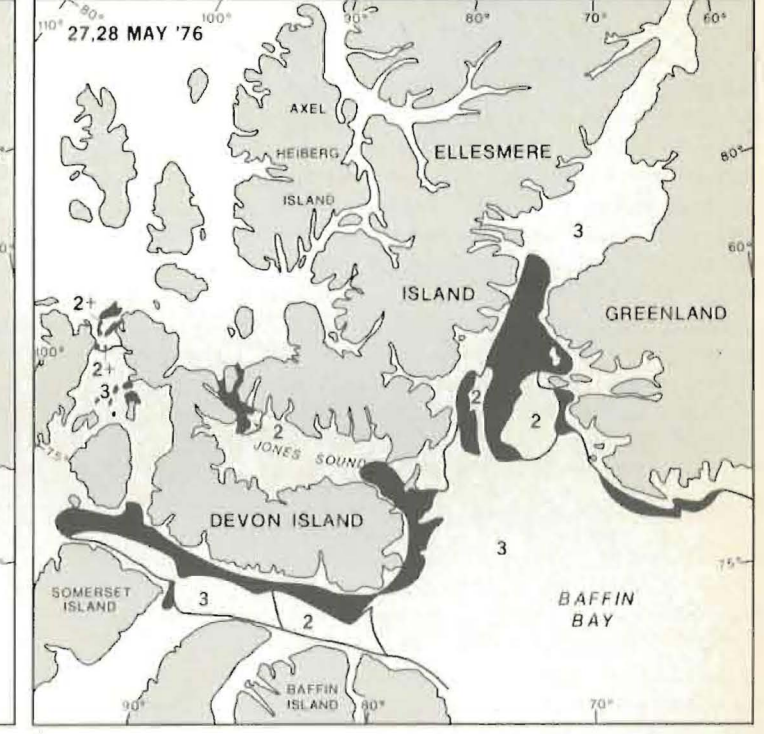 110°
80°
100°
90°
80°
70°
60°
27,28 MAY '76
AXEL
HEIBERG
ISLAND
ELLESMERE
80°
3
60°
ISLAND
GREENLAND
2+
100°
2+
3
2
2
2
JONES SOUND
75°
DEVON ISLAND
3
75°
SOMERSET
ISLAND
3
2
BAFFIN
BAY
BAFFIN
ISLAND
90°
80°
70°